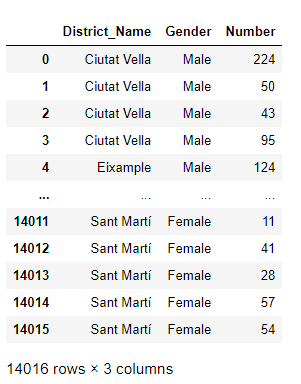 District_Name Gender Number
0 Ciutat Vella Male 224
1 Ciutat Vella Male 50
2 Ciutat Vella Male 43
3 Ciutat Vella Male 95
4 Eixample Male 124
... ... ... ...
14011 Sant Martí Female 11
14012 Sant Martí Female 41
14013 Sant Martí Female 28
14014 Sant Martí Female 57
14015 Sant Martí Female 54
14016 rows × 3 columns